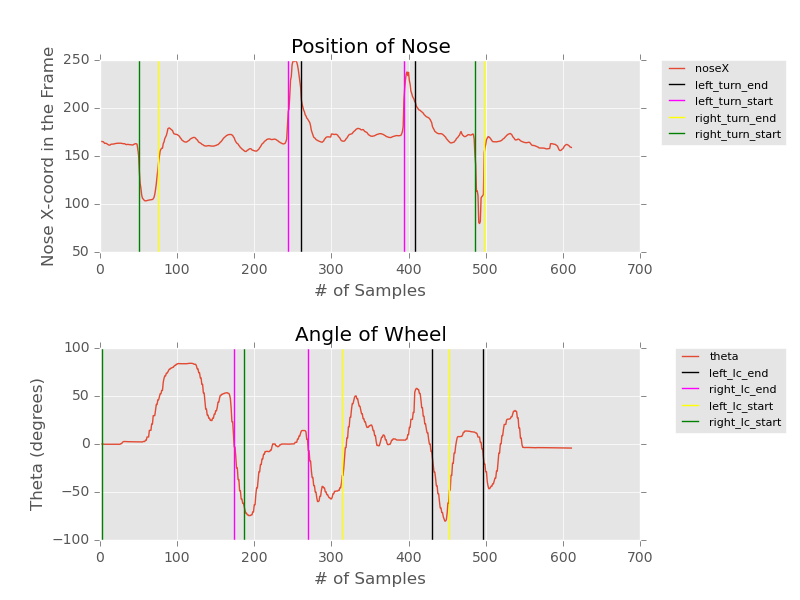 Position of Nose
250
200
150
100
50
Nose X-coord in the Frame
0 100 200 300 400 500 600 700
# of Samples
noseX
left_turn_end
left_turn_start
right_turn_end
right_turn_start
Angle of Wheel
100
50
0
−50
−100
Theta (degrees)
0 100 200 300 400 500 600 700
# of Samples
theta
left_lc_end
right_lc_end
left_lc_start
right_lc_start